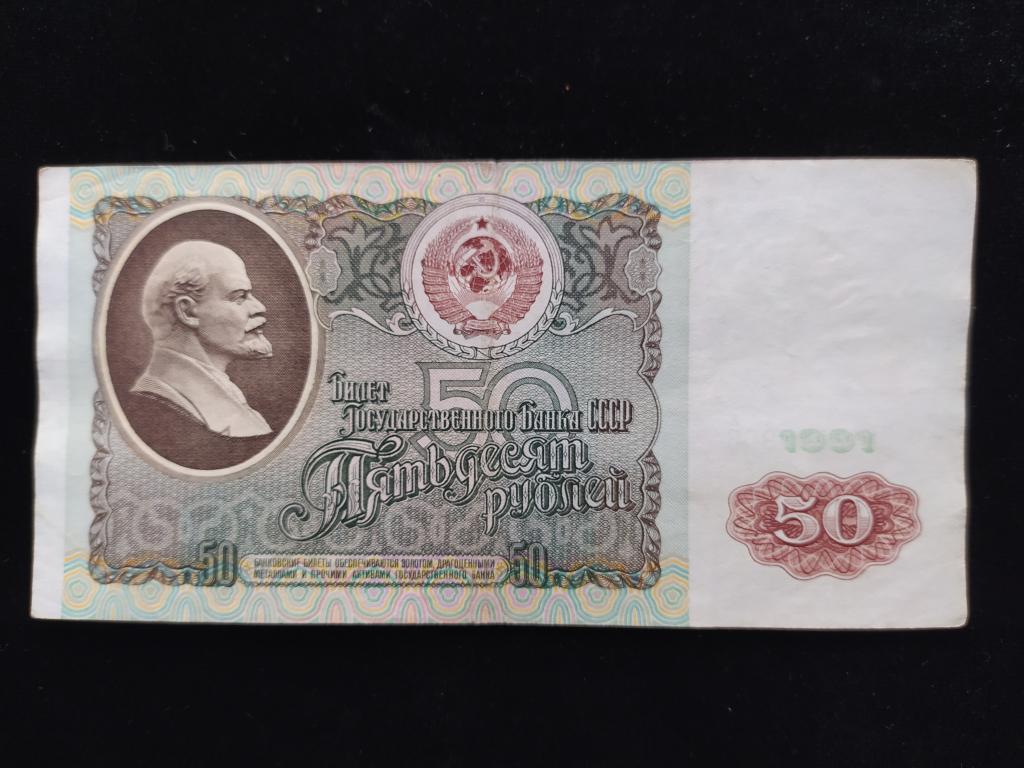 Билет
Государственного Банка СССР
50
Пятьдесят
рублей
1991
50
50
БАНКОВСКИЕ БИЛЕТЫ ОБЕСПЕЧИВАЮТСЯ ЗОЛОТОМ, ДРАГОЦЕННЫМИ
МЕТАЛЛАМИ И ПРОЧИМИ АКТИВАМИ ГОСУДАРСТВЕННОГО БАНКА
50